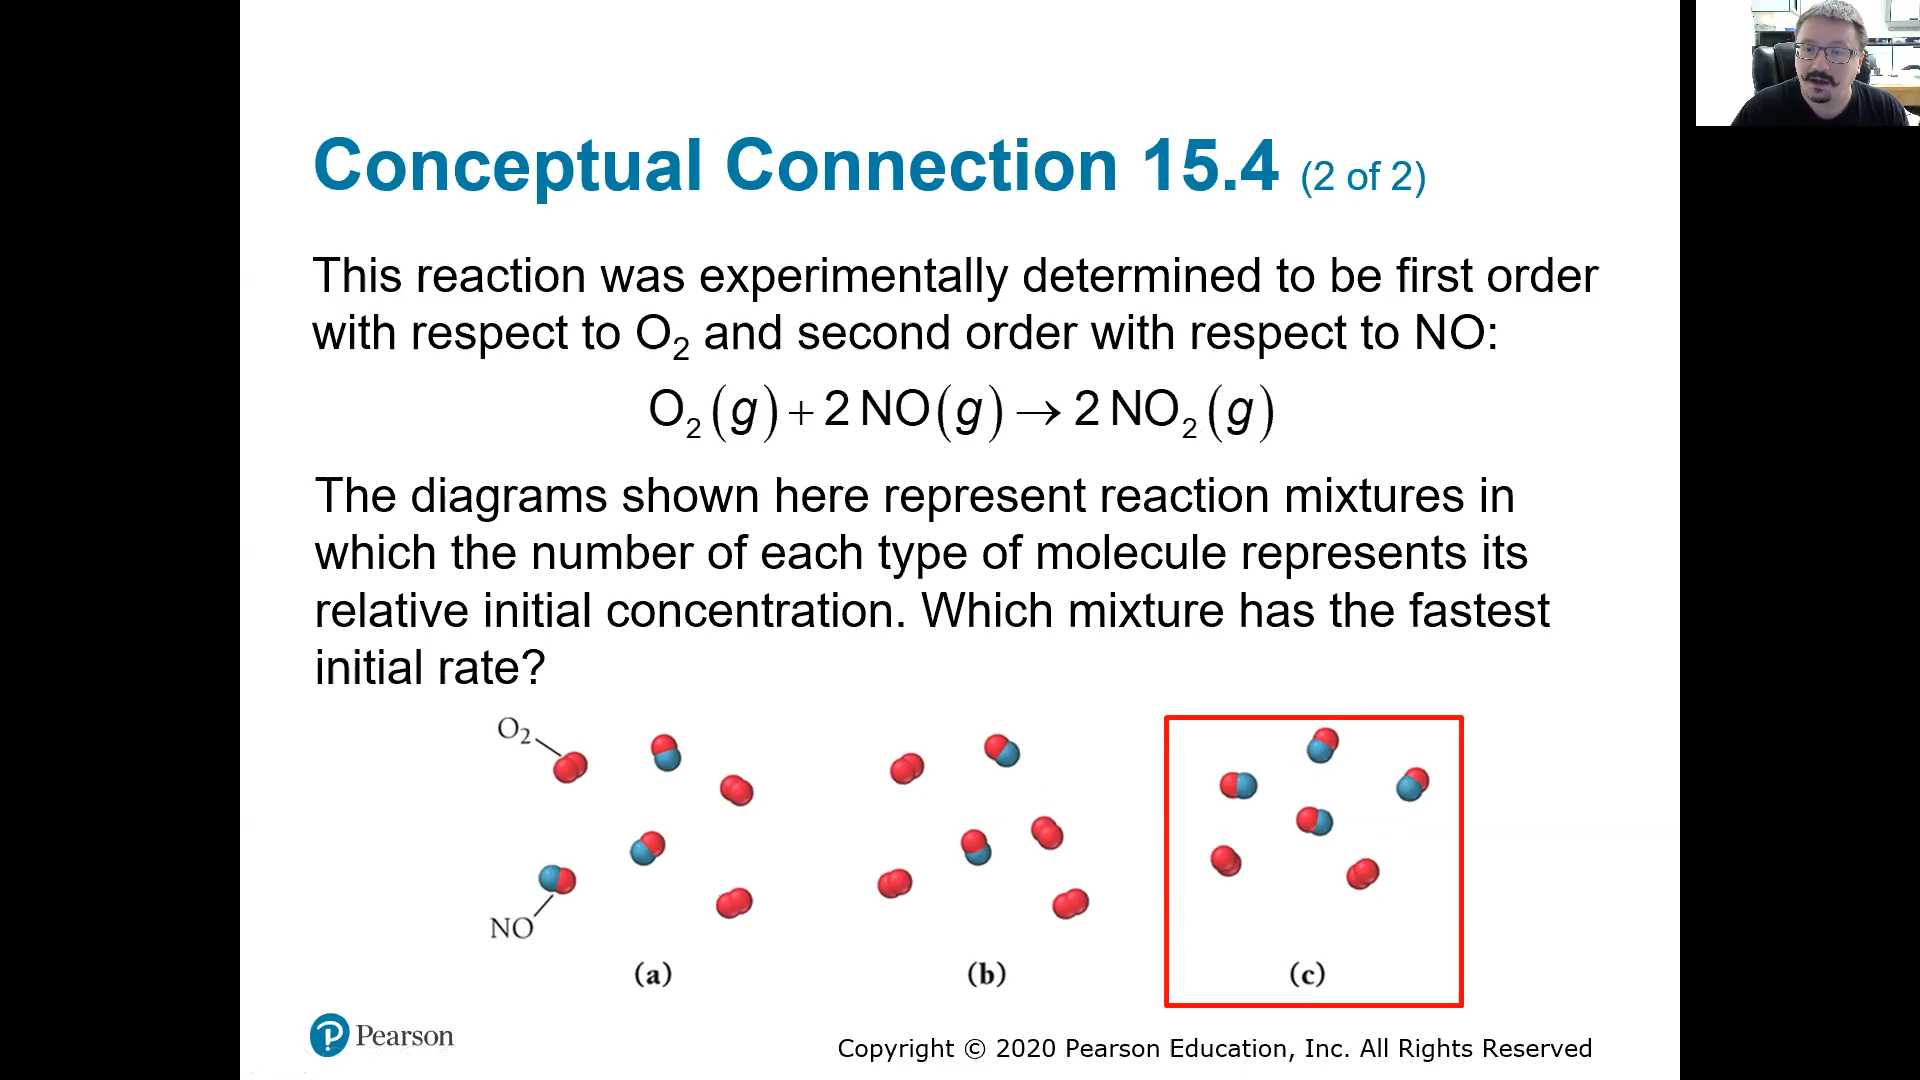 Conceptual Connection 15.4 (2 of 2)
This reaction was experimentally determined to be first order
with respect to O₂ and second order with respect to NO:
O₂(g) + 2 NO(g) → 2 NO₂(g)
The diagrams shown here represent reaction mixtures in
which the number of each type of molecule represents its
relative initial concentration. Which mixture has the fastest
initial rate?
O₂
NO
(a)
(b)
(c)
Pearson
Copyright © 2020 Pearson Education, Inc. All Rights Reserved